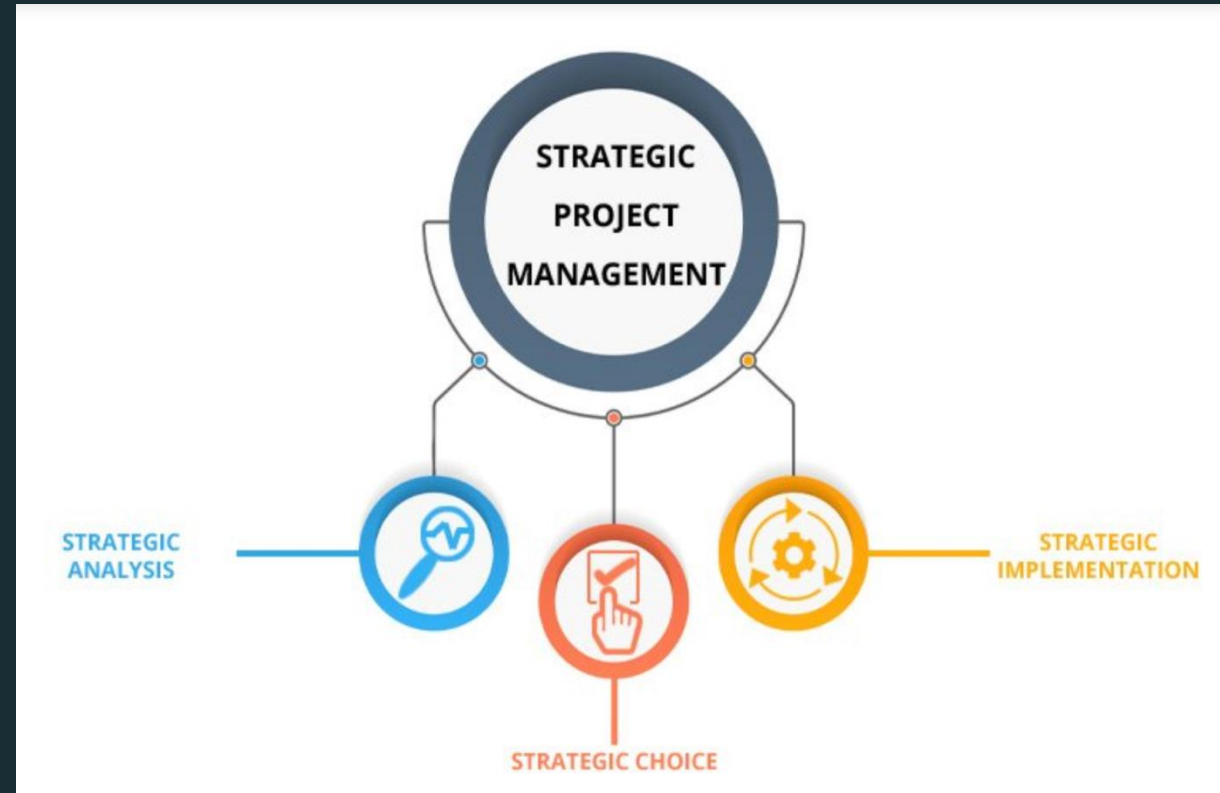 STRATEGIC
PROJECT
MANAGEMENT
STRATEGIC
ANALYSIS
STRATEGIC CHOICE
STRATEGIC
IMPLEMENTATION